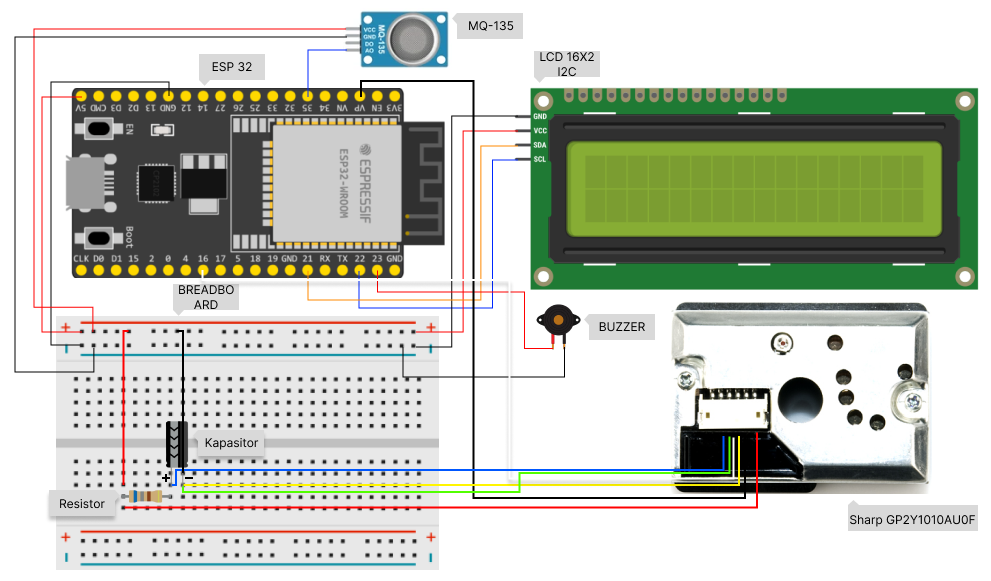 MQ-135
VCC
GND
DO
AO
MQ-135
ESP 32
LCD 16X2
I2C
5V CMD D3 D2 13 GND 12 14 27 26 25 33 32 35 34 VN VP EN 3V3
EN
GND
VCC
SDA
SCL
ESPRESSIF
ESP32-WROOM
Boot
CLK D0 D1 15 2 0 4 16 17 5 18 19 GND 21 RX TX 22 23 GND
BREADBO
ARD
BUZZER
+ +
Kapasitor
+ −
Resistor
Sharp GP2Y1010AU0F
+ +